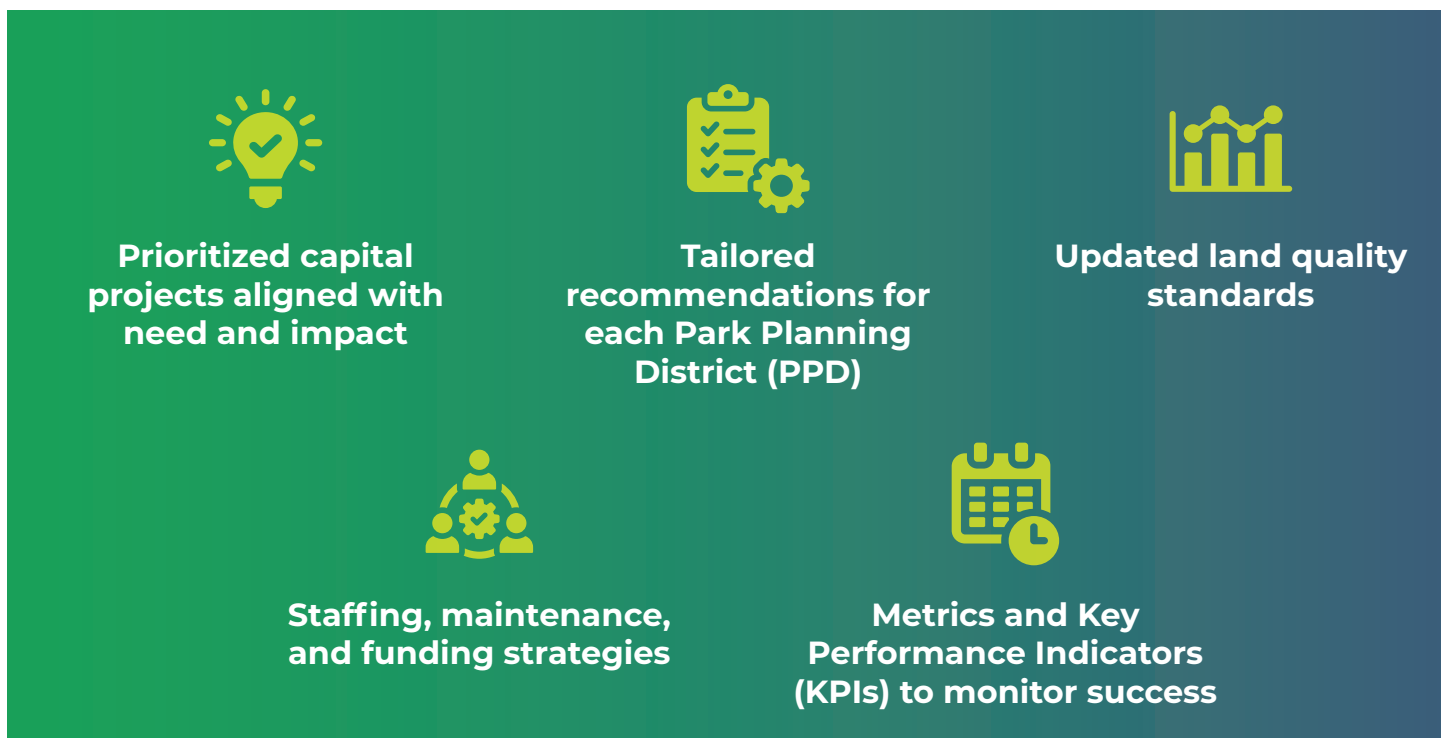 Prioritized capital
projects aligned with
need and impact
Tailored
recommendations for
each Park Planning
District (PPD)
Updated land quality
standards
Staffing, maintenance,
and funding strategies
Metrics and Key
Performance Indicators
(KPIs) to monitor success